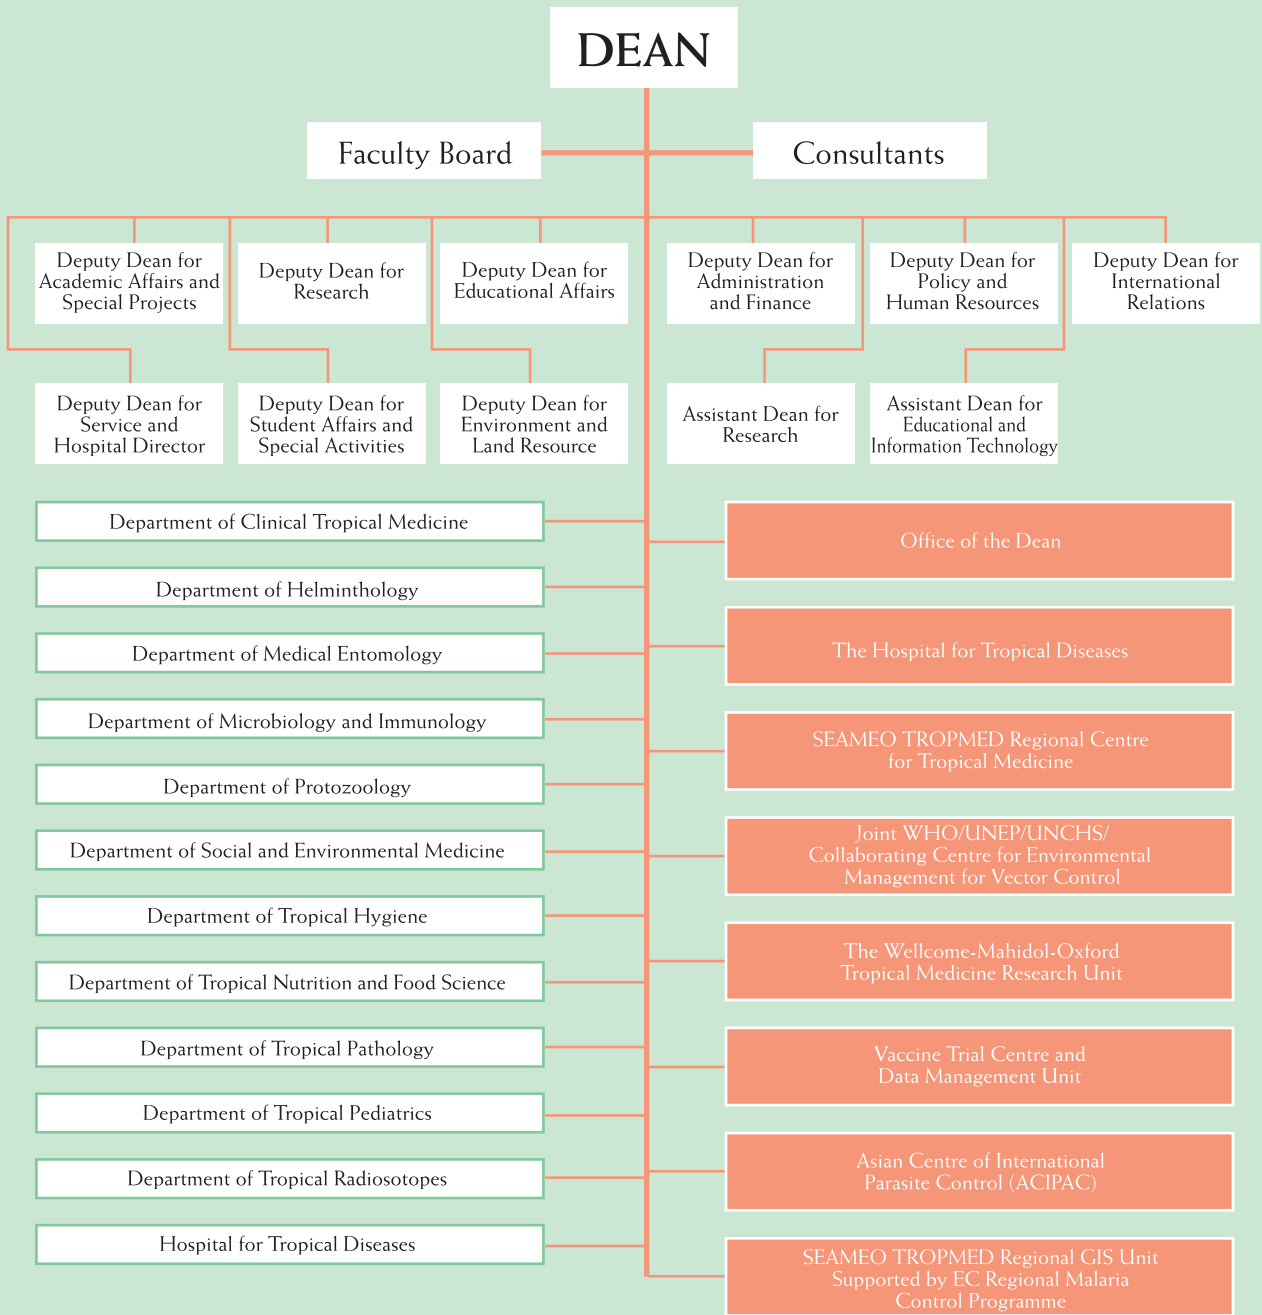 DEAN
Faculty Board
Consultants
Deputy Dean for
Academic Affairs and
Special Projects
Deputy Dean for
Research
Deputy Dean for
Educational Affairs
Deputy Dean for
Administration
and Finance
Deputy Dean for
Policy and
Human Resources
Deputy Dean for
International
Relations
Deputy Dean for
Service and
Hospital Director
Deputy Dean for
Student Affairs and
Special Activities
Deputy Dean for
Environment and
Land Resource
Assistant Dean for
Research
Assistant Dean for
Educational and
Information Technology
Department of Clinical Tropical Medicine
Department of Helminthology
Department of Medical Entomology
Department of Microbiology and Immunology
Department of Protozoology
Department of Social and Environmental Medicine
Department of Tropical Hygiene
Department of Tropical Nutrition and Food Science
Department of Tropical Pathology
Department of Tropical Pediatrics
Department of Tropical Radiosotopes
Hospital for Tropical Diseases
Office of the Dean
The Hospital for Tropical Diseases
SEAMEO TROPMED Regional Centre
for Tropical Medicine
Joint WHO/UNEP/UNCHS/
Collaborating Centre for Environmental
Management for Vector Control
The Wellcome-Mahidol-Oxford
Tropical Medicine Research Unit
Vaccine Trial Centre and
Data Management Unit
Asian Centre of International
Parasite Control (ACIPAC)
SEAMEO TROPMED Regional GIS Unit
Supported by EC Regional Malaria
Control Programme